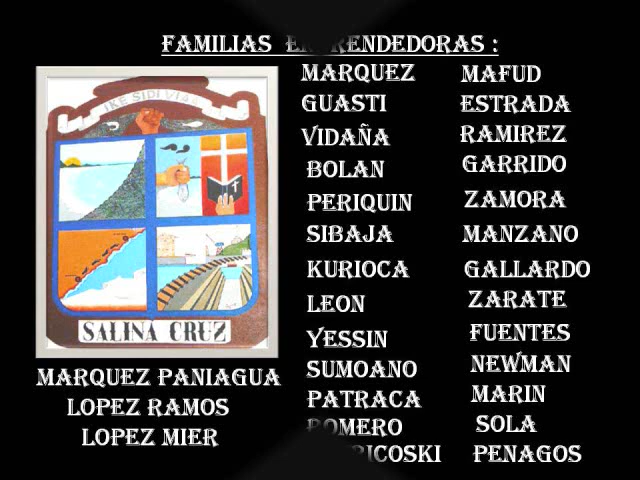 FAMILIAS EMPRENDEDORAS :
MARQUEZ
GUASTI
VIDAÑA
BOLAN
PERIQUIN
SIBAJA
KURIOCA
LEON
YESSIN
SUMOANO
PATRACA
ROMERO
MAFUD
ESTRADA
RAMIREZ
GARRIDO
ZAMORA
MANZANO
GALLARDO
ZARATE
FUENTES
NEWMAN
MARIN
SOLA
PENAGOS
SALINA CRUZ
MARQUEZ PANIAGUA
LOPEZ RAMOS
LOPEZ MIER